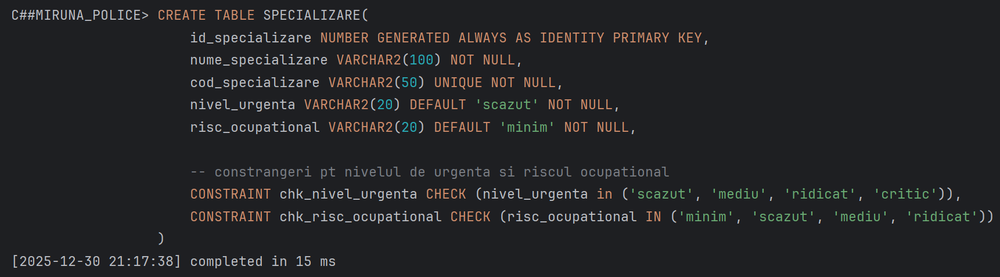 C##MIRUNA_POLICE> CREATE TABLE SPECIALIZARE(
id_specializare NUMBER GENERATED ALWAYS AS IDENTITY PRIMARY KEY,
nume_specializare VARCHAR2(100) NOT NULL,
cod_specializare VARCHAR2(50) UNIQUE NOT NULL,
nivel_urgenta VARCHAR2(20) DEFAULT 'scazut' NOT NULL,
risc_ocupational VARCHAR2(20) DEFAULT 'minim' NOT NULL,
-- constrangeri pt nivelul de urgenta si riscul ocupational
CONSTRAINT chk_nivel_urgenta CHECK (nivel_urgenta in ('scazut', 'mediu', 'ridicat', 'critic')),
CONSTRAINT chk_risc_ocupational CHECK (risc_ocupational IN ('minim', 'scazut', 'mediu', 'ridicat'))
)
[2025-12-30 21:17:38] completed in 15 ms